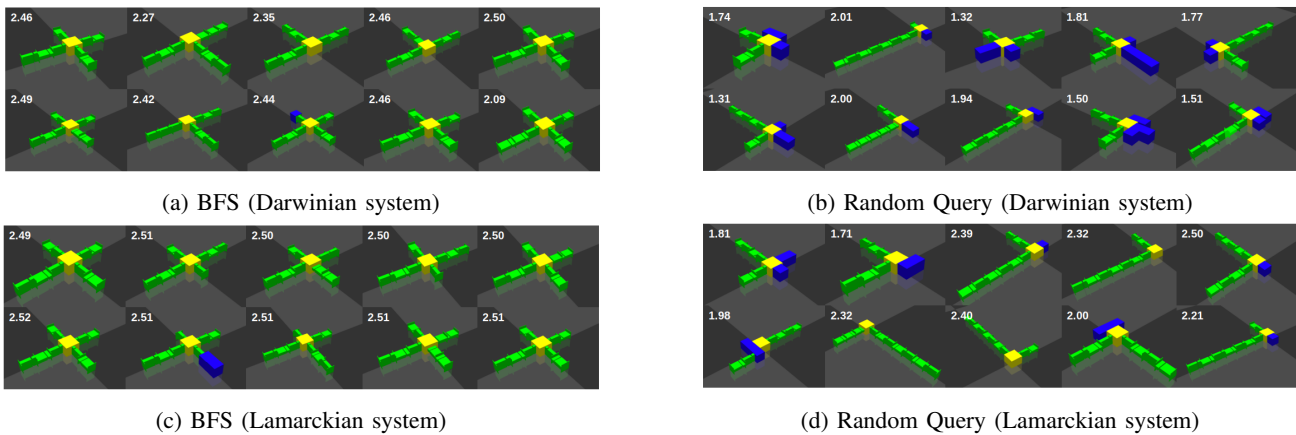 2.46 2.27 2.35 2.46 2.50
2.49 2.42 2.44 2.46 2.09
(a) BFS (Darwinian system)
1.74 2.01 1.32 1.81 1.77
1.31 2.00 1.94 1.50 1.51
(b) Random Query (Darwinian system)
2.49 2.51 2.50 2.50 2.50
2.52 2.51 2.51 2.51 2.51
(c) BFS (Lamarckian system)
1.81 1.71 2.39 2.32 2.50
1.98 2.32 2.40 2.00 2.21
(d) Random Query (Lamarckian system)